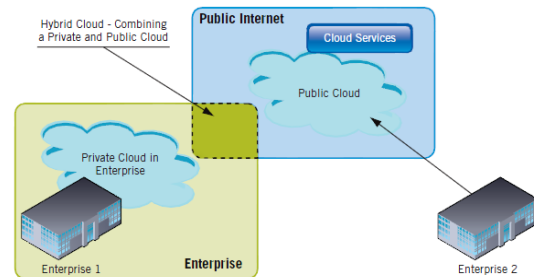 Hybrid Cloud - Combining
a Private and Public Cloud
Public Internet
Cloud Services
Public Cloud
Private Cloud in
Enterprise
Enterprise 1
Enterprise
Enterprise 2